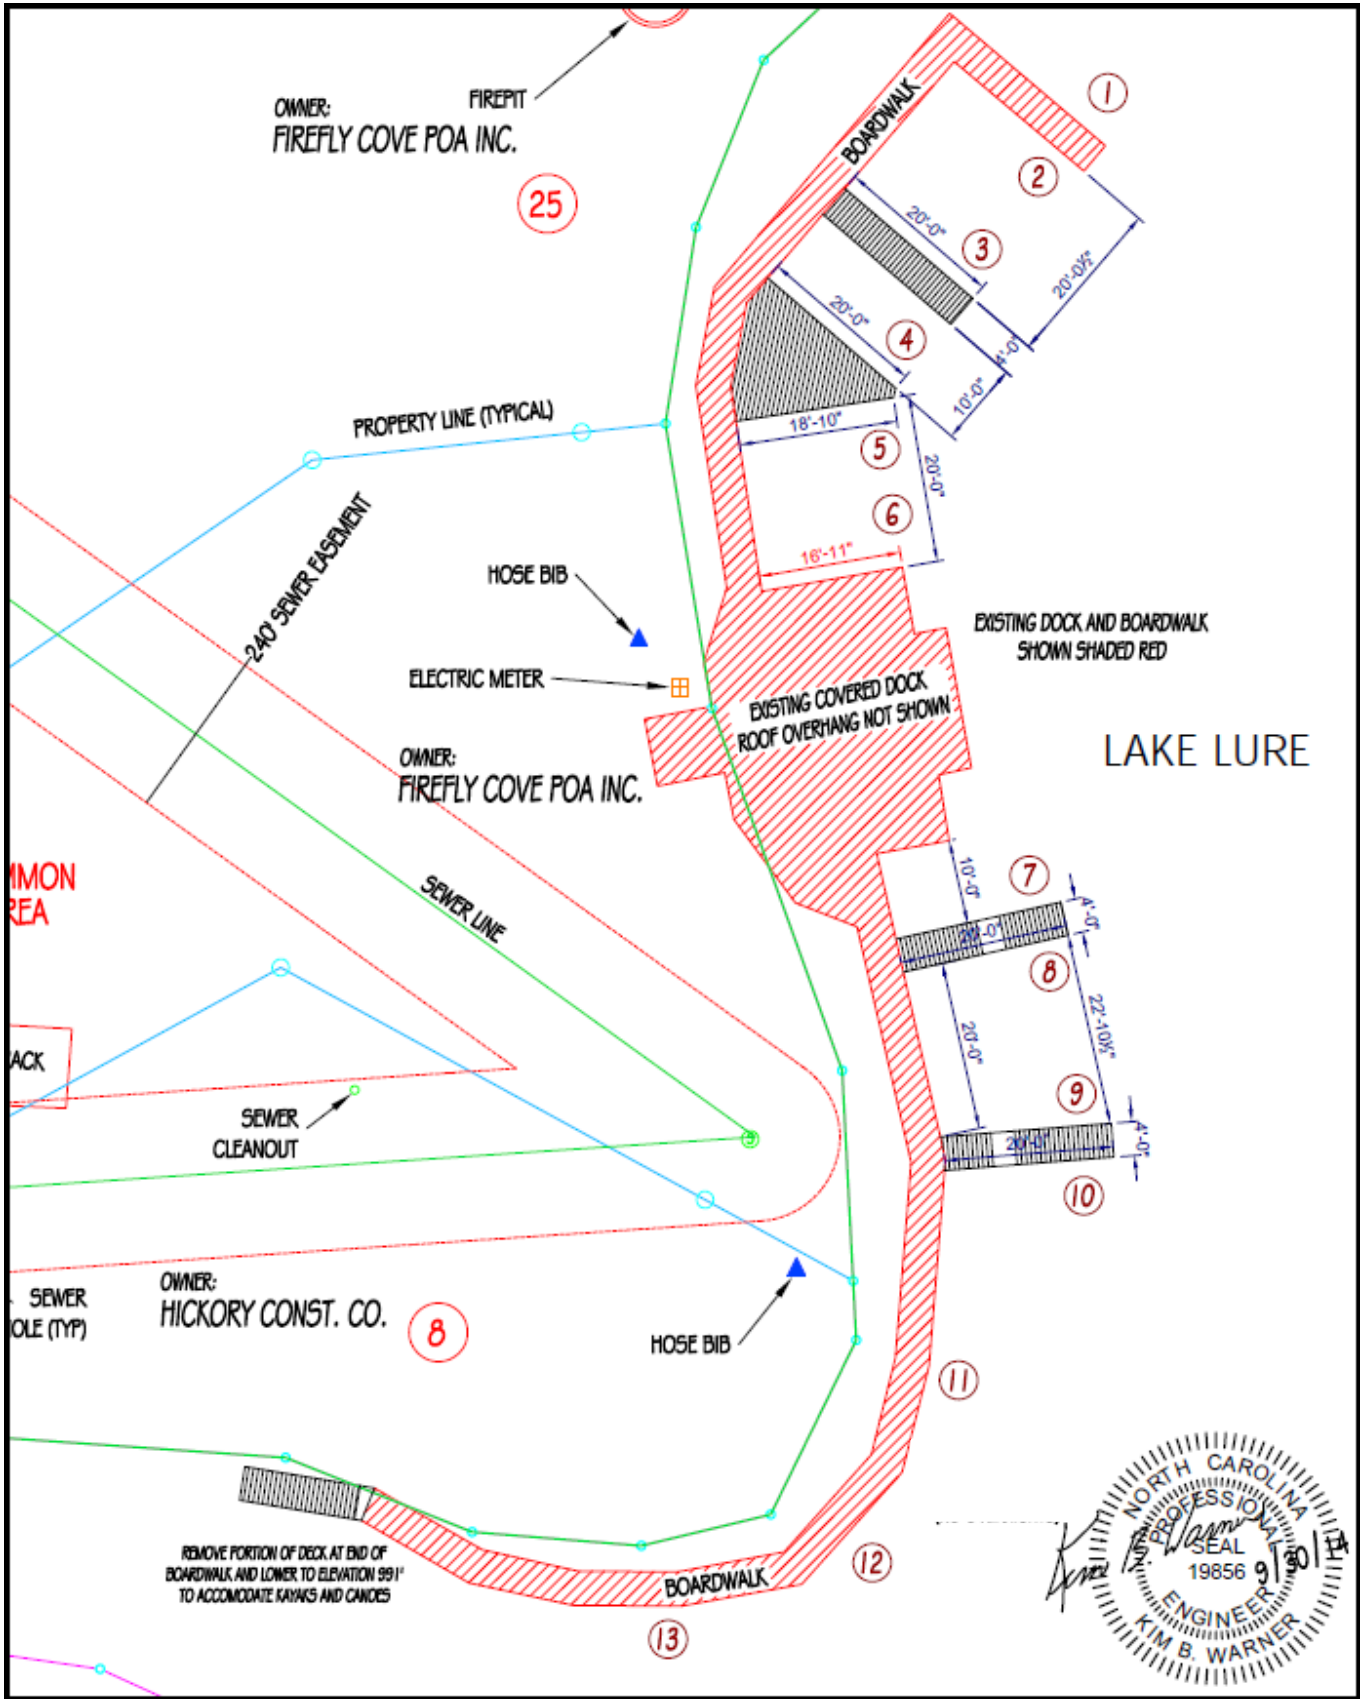 FIREPIT
OWNER:
FIREFLY COVE POA INC.
25
BOARDWALK
1
2
20'-0"
3
20'-0½"
20'-0"
4
4'-0"
10'-0"
PROPERTY LINE (TYPICAL)
18'-10"
5
20'-0"
6
240' SEWER EASEMENT
16'-11"
HOSE BIB
EXISTING DOCK AND BOARDWALK
SHOWN SHADED RED
ELECTRIC METER
EXISTING COVERED DOCK
ROOF OVERHANG NOT SHOWN
LAKE LURE
OWNER:
FIREFLY COVE POA INC.
MMON
REA
SEWER LINE
10'-0"
7
4'-0"
20'-0"
8
22'-10½"
20'-0"
ACK
9
SEWER
CLEANOUT
4'-0"
20'-0"
10
SEWER
OLE (TYP)
OWNER:
HICKORY CONST. CO.
8
HOSE BIB
11
REMOVE PORTION OF DECK AT END OF
BOARDWALK AND LOWER TO ELEVATION 991'
TO ACCOMODATE KAYAKS AND CANOES
BOARDWALK
12
13
NORTH CAROLINA
PROFESSIONAL
SEAL
19856
ENGINEER
KIM B. WARNER